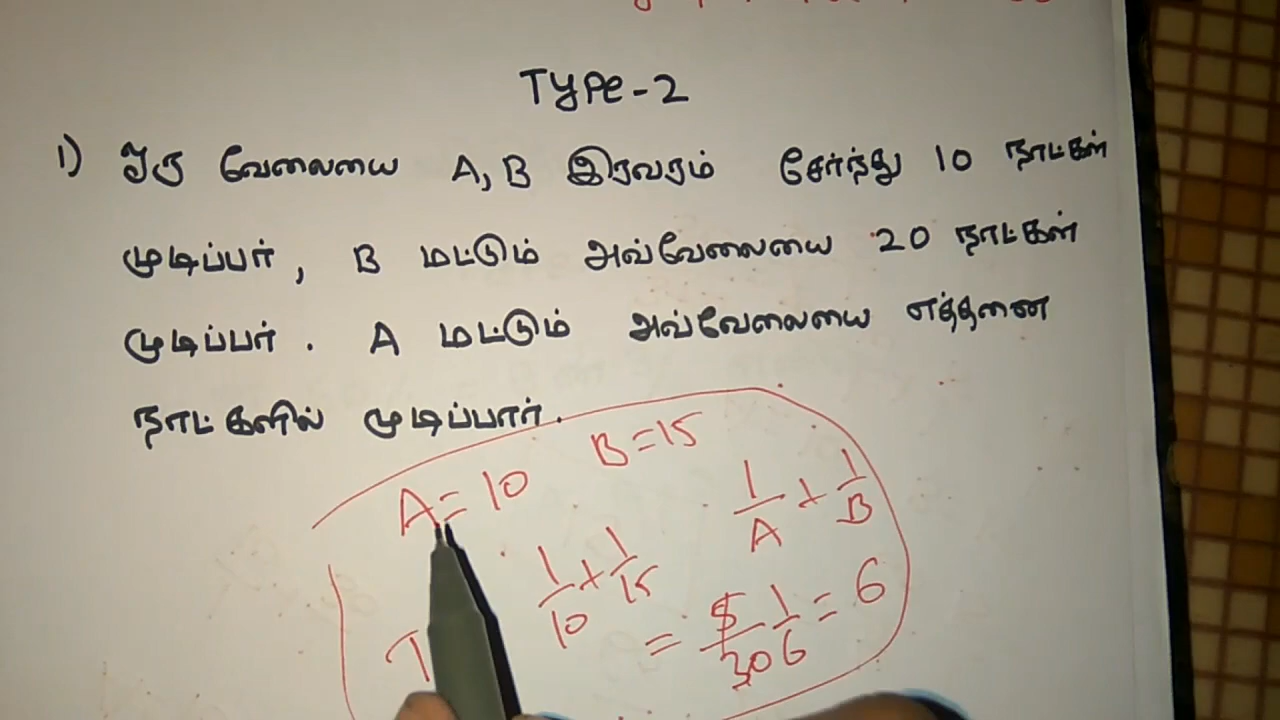 TYPE-2
1) ஒரு வேலையை A, B இருவரும் சேர்ந்து 10 நாட்கள்
முடிப்பர், B மட்டும் அவ்வேலையை 20 நாட்கள்
முடிப்பர். A மட்டும் அவ்வேலையை எத்தனை
நாட்களில் முடிப்பார்.
A = 10 B = 15
1/A + 1/B
1/10 + 1/15
= 5/30 1/6 = 6